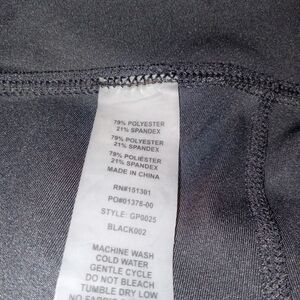 79% POLYESTER
21% SPANDEX
79% POLYESTER
21% SPANDEX
79% POLIÉSTER
21% SPANDEX
MADE IN CHINA
RN#151301
PO#01378-00
STYLE: GP0025
BLACK002
MACHINE WASH
COLD WATER
GENTLE CYCLE
DO NOT BLEACH
TUMBLE DRY LOW